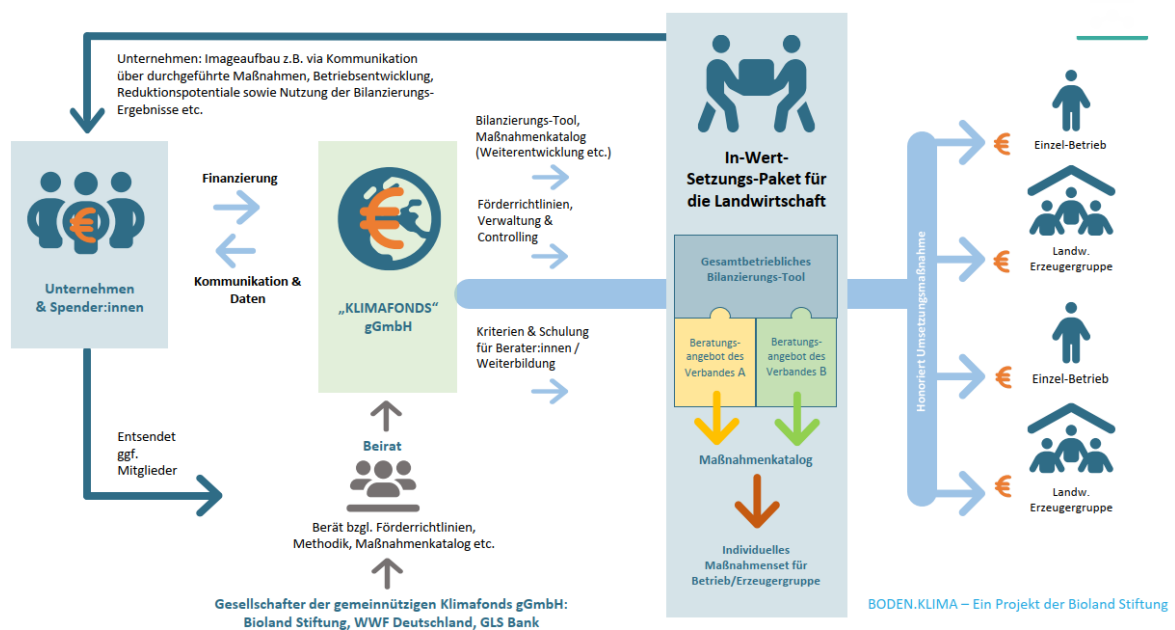 Unternehmen: Imageaufbau z.B. via Kommunikation
über durchgeführte Maßnahmen, Betriebsentwicklung,
Reduktionspotentiale sowie Nutzung der Bilanzierungs-
Ergebnisse etc.
Unternehmen
& Spender:innen
Finanzierung
Kommunikation &
Daten
€
€
„KLIMAFONDS“
gGmbH
Bilanzierungs-Tool,
Maßnahmenkatalog
(Weiterentwicklung etc.)
Förderrichtlinien,
Verwaltung &
Controlling
Kriterien & Schulung
für Berater:innen /
Weiterbildung
Entsendet
ggf.
Mitglieder
Beirat
Berät bzgl. Förderrichtlinien,
Methodik, Maßnahmenkatalog etc.
Gesellschafter der gemeinnützigen Klimafonds gGmbH:
Bioland Stiftung, WWF Deutschland, GLS Bank
In-Wert-
Setzungs-Paket für
die Landwirtschaft
Gesamtbetriebliches
Bilanzierungs-Tool
Beratungs-
angebot des
Verbandes A
Beratungs-
angebot des
Verbandes B
Maßnahmenkatalog
Individuelles
Maßnahmenset für
Betrieb/Erzeugergruppe
Honoriert Umsetzungsmaßnahme
€
Einzel-Betrieb
€
Landw.
Erzeugergruppe
€
Einzel-Betrieb
€
Landw.
Erzeugergruppe
BODEN.KLIMA – Ein Projekt der Bioland Stiftung